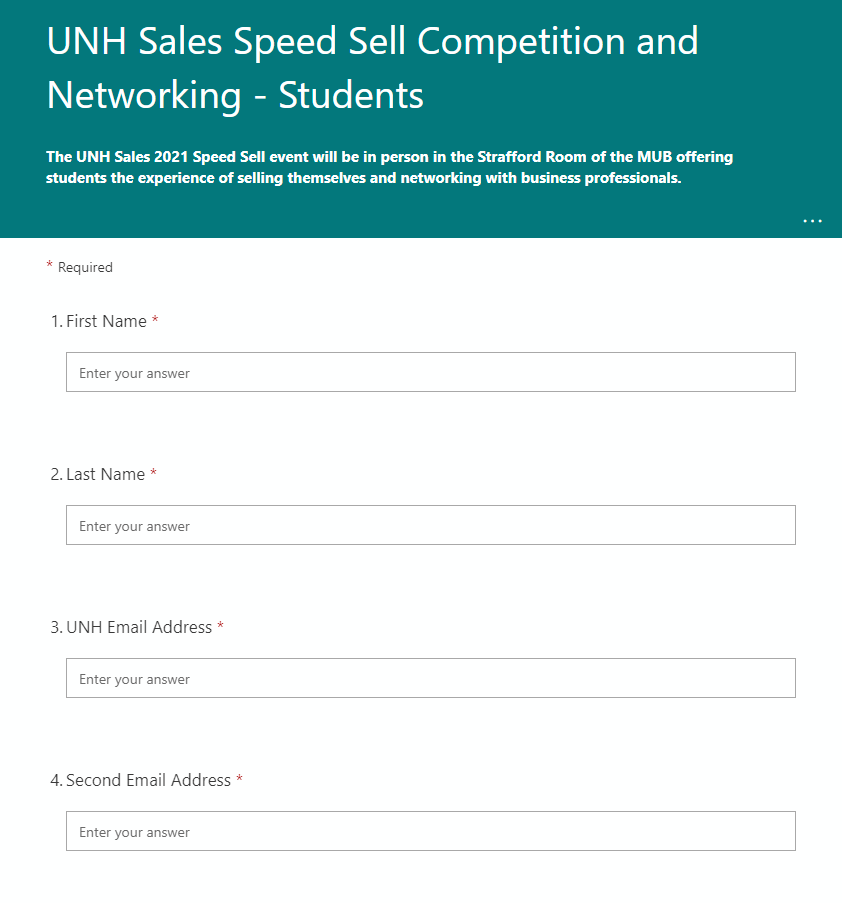 UNH Sales Speed Sell Competition and
Networking - Students
The UNH Sales 2021 Speed Sell event will be in person in the Strafford Room of the MUB offering
students the experience of selling themselves and networking with business professionals.
...
* Required
1. First Name *
Enter your answer
2. Last Name *
Enter your answer
3. UNH Email Address *
Enter your answer
4. Second Email Address *
Enter your answer